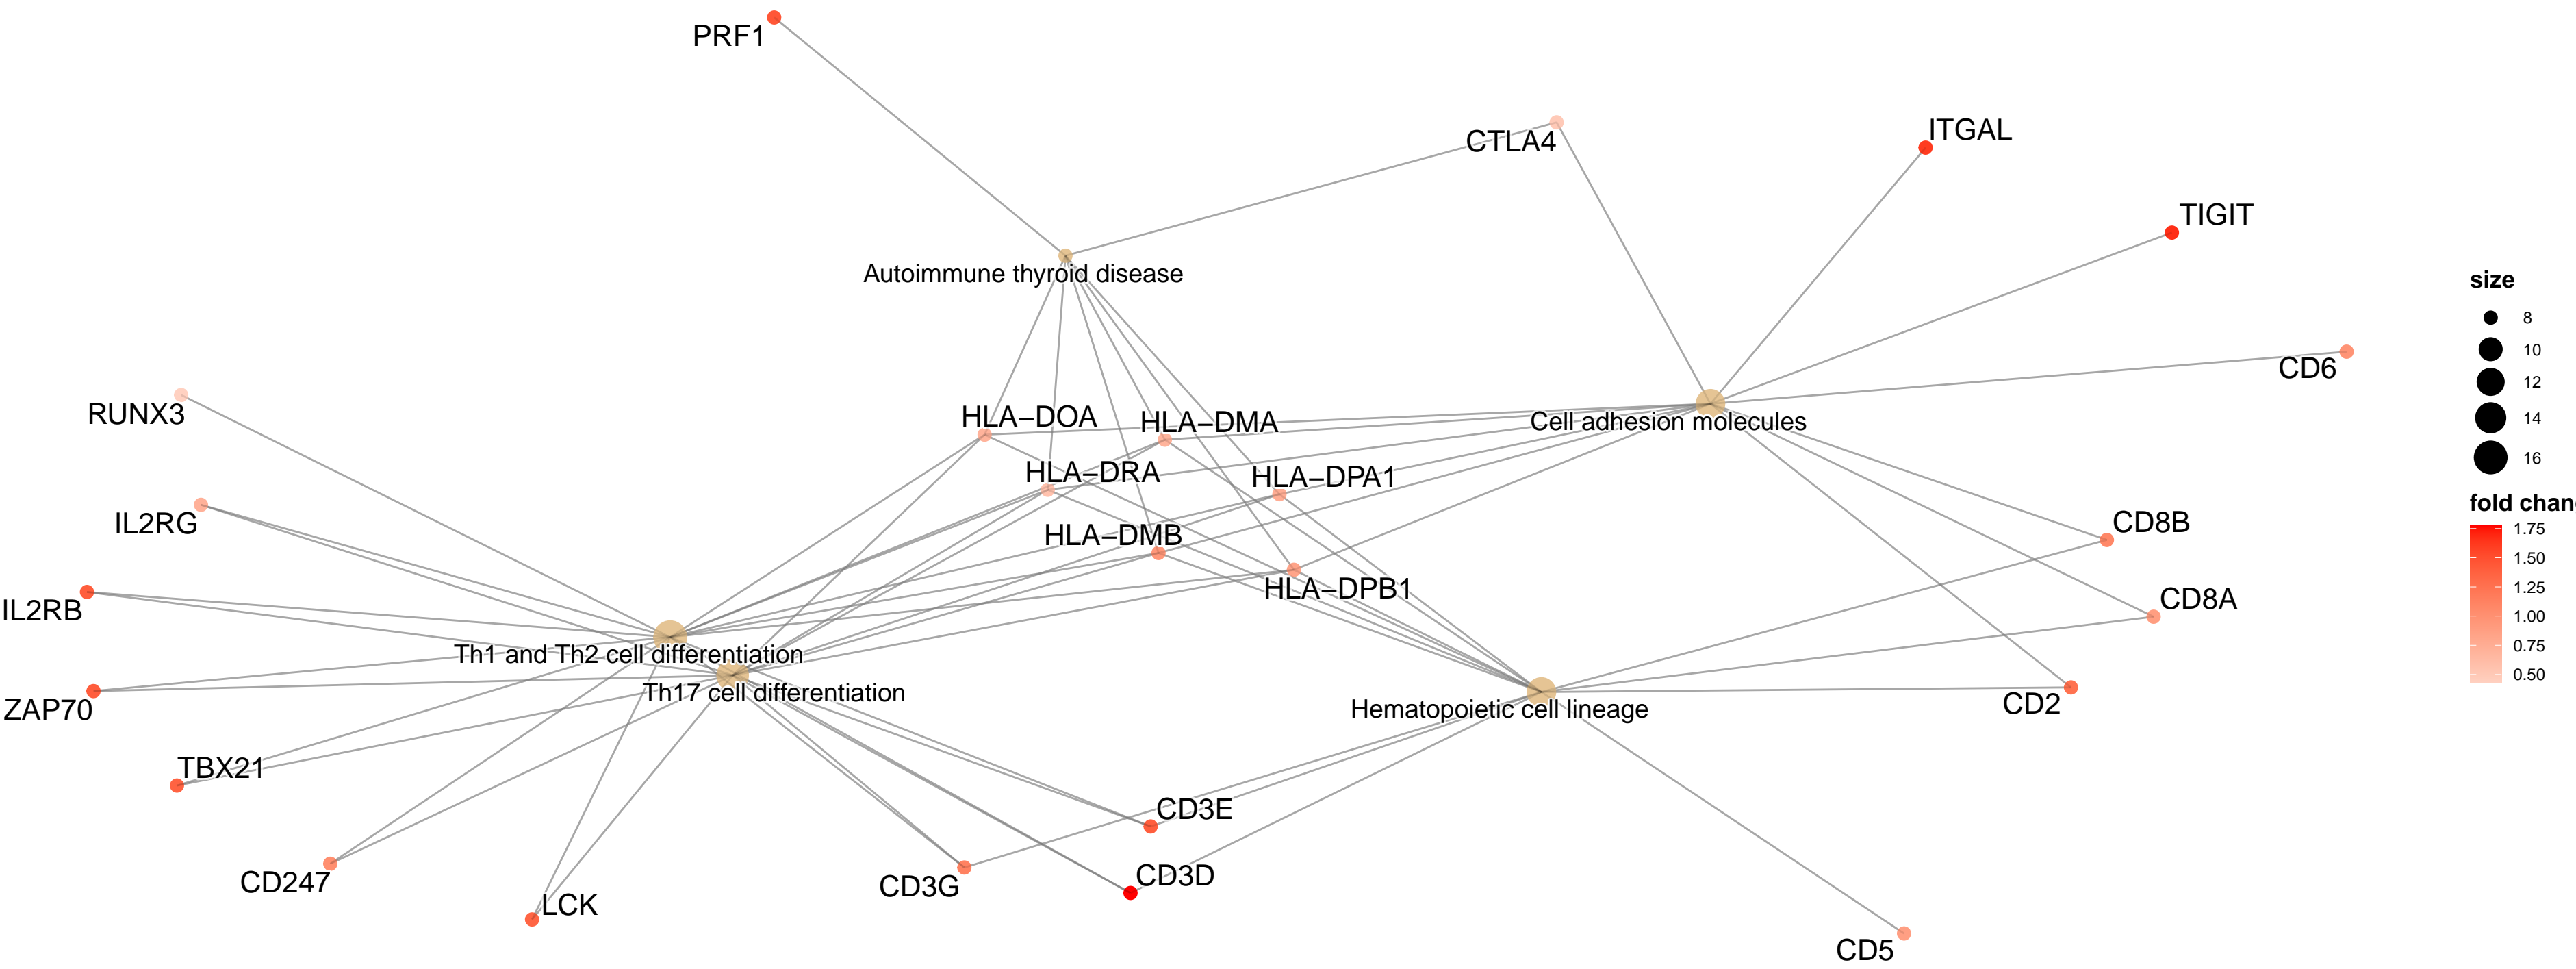 PRF1
CTLA4
ITGAL
TIGIT
Autoimmune thyroid disease
size
8
10
12
14
16
CD6
RUNX3
HLA−DOA
HLA−DMA
Cell adhesion molecules
HLA−DRA
HLA−DPA1
fold chan
1.75
1.50
1.25
1.00
0.75
0.50
IL2RG
HLA−DMB
CD8B
HLA−DPB1
CD8A
IL2RB
Th1 and Th2 cell differentiation
Th17 cell differentiation
ZAP70
Hematopoietic cell lineage
CD2
TBX21
CD3E
CD247
CD3G
CD3D
LCK
CD5